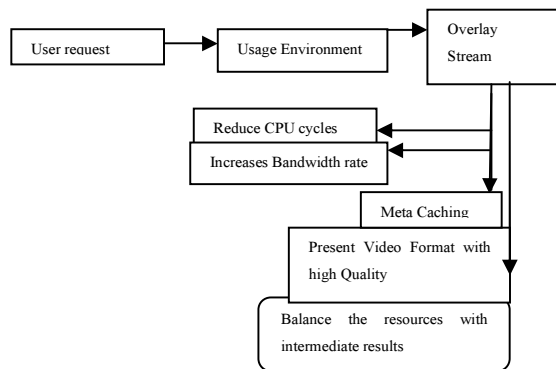 User request
Usage Environment
Overlay
Stream
Reduce CPU cycles
Increases Bandwidth rate
Meta Caching
Present Video Format with
high Quality
Balance the resources with
intermediate results